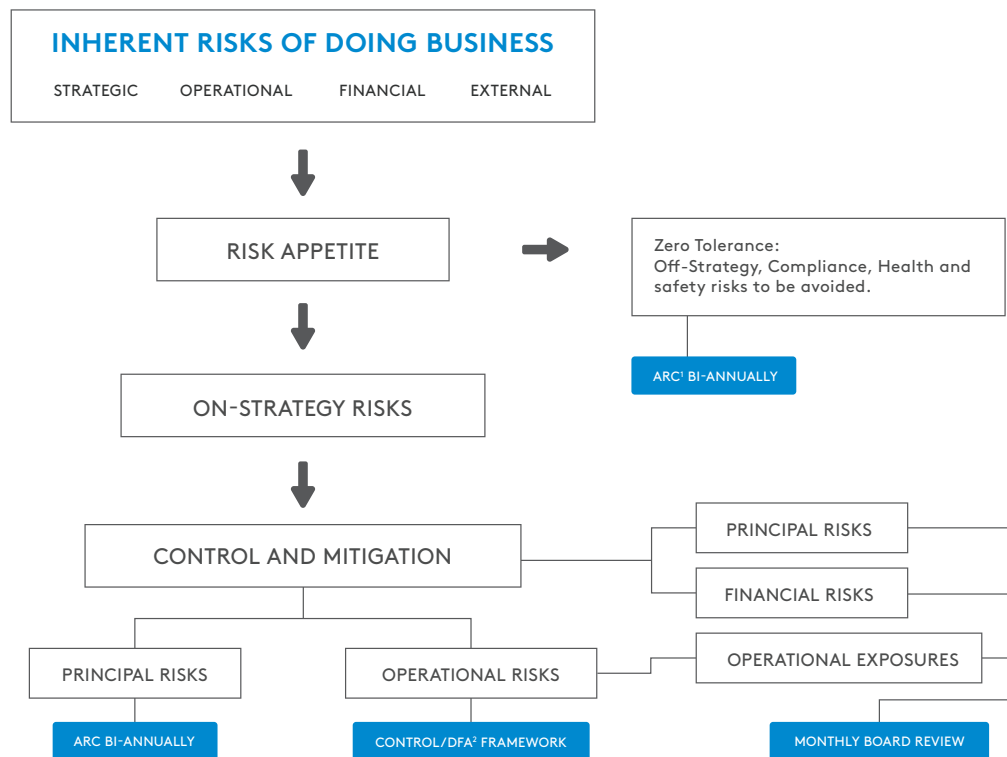 INHERENT RISKS OF DOING BUSINESS
STRATEGIC OPERATIONAL FINANCIAL EXTERNAL
RISK APPETITE
Zero Tolerance:
Off-Strategy, Compliance, Health and
safety risks to be avoided.
ARC¹ BI-ANNUALLY
ON-STRATEGY RISKS
CONTROL AND MITIGATION
PRINCIPAL RISKS
FINANCIAL RISKS
OPERATIONAL EXPOSURES
PRINCIPAL RISKS
OPERATIONAL RISKS
ARC BI-ANNUALLY
CONTROL/DFA² FRAMEWORK
MONTHLY BOARD REVIEW